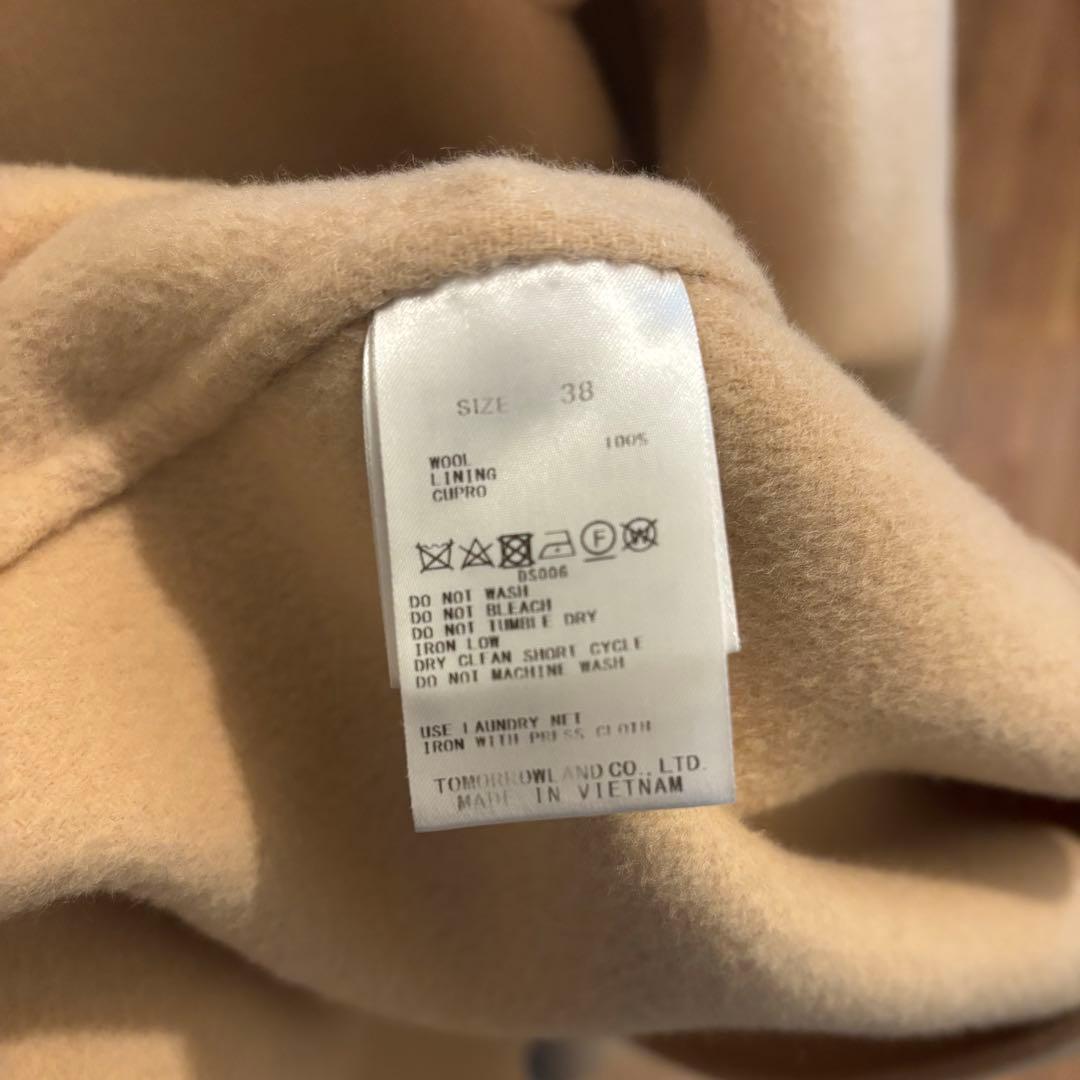 SIZE 38
100%
WOOL
LINING
CUPRO
F W
DS006
DO NOT WASH
DO NOT BLEACH
DO NOT TUMBLE DRY
IRON LOW
DRY CLEAN SHORT CYCLE
DO NOT MACHINE WASH
USE LAUNDRY NET
IRON WITH PRESS CLOTH
TOMORROWLAND CO., LTD.
MADE IN VIETNAM